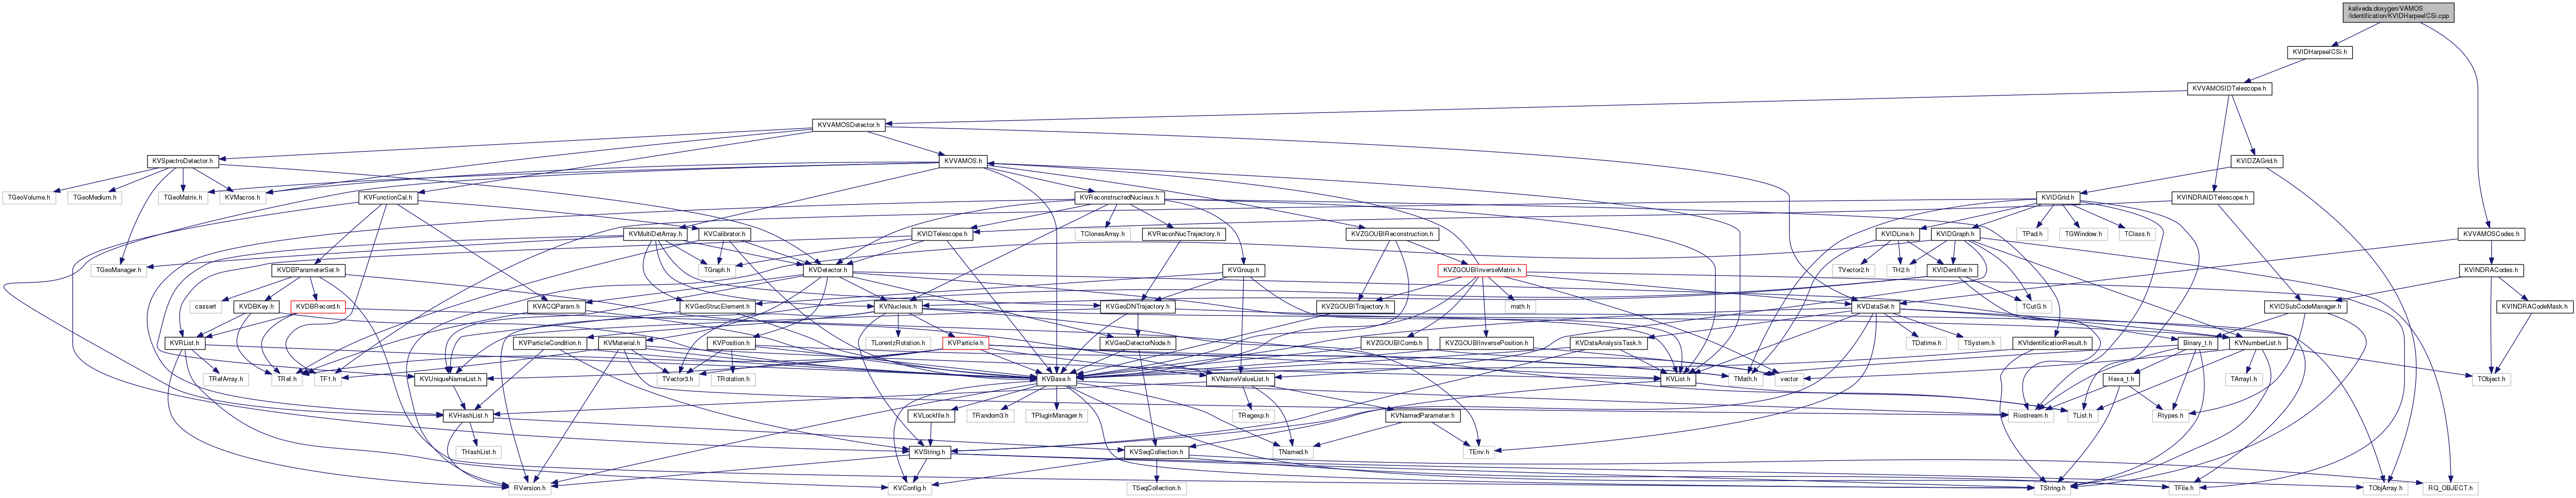 kaliveda.doxygen/VAMOS
/identification/KVIDHarpeeICSi.cpp
KVIDHarpeeICSi.h
KVVAMOSIDTelescope.h
KVVAMOSDetector.h
KVSpectroDetector.h
KVVAMOS.h
KVIDZAGrid.h
TGeoVolume.h
TGeoMedium.h
TGeoMatrix.h
KVMacros.h
KVFunctionCal.h
KVReconstructedNucleus.h
KVIDGrid.h
KVINDRAIDTelescope.h
KVMultiDetArray.h
KVCalibrator.h
KVIDTelescope.h
TClonesArray.h
KVReconNucTrajectory.h
KVZGOUBIReconstruction.h
KVIDLine.h
KVIDGraph.h
TPad.h
TGWindow.h
TClass.h
KVVAMOSCodes.h
TGeoManager.h
KVDBParameterSet.h
TGraph.h
KVDetector.h
KVGroup.h
KVZGOUBIInverseMatrix.h
TVector2.h
TH2.h
KVIDentifier.h
KVINDRACodes.h
cassert
KVDBKey.h
KVDBRecord.h
KVACQParam.h
KVGeoStrucElement.h
KVNucleus.h
KVGeoDNTrajectory.h
KVZGOUBITrajectory.h
math.h
KVDataSet.h
TCutG.h
KVIDSubCodeManager.h
KVINDRACodeMask.h
KVRList.h
KVParticleCondition.h
KVMaterial.h
KVPosition.h
TLorentzRotation.h
KVParticle.h
KVGeoDetectorNode.h
KVZGOUBIComb.h
KVZGOUBIInversePosition.h
KVDataAnalysisTask.h
TDatime.h
TSystem.h
KVIdentificationResult.h
Binary_t.h
KVNumberList.h
TRefArray.h
TRef.h
TF1.h
KVUniqueNameList.h
TVector3.h
TRotation.h
KVBase.h
KVNameValueList.h
TMath.h
KVList.h
vector
Hexa_t.h
TArrayI.h
TObject.h
KVHashList.h
KVLockfile.h
TRandom3.h
TPluginManager.h
TRegexp.h
KVNamedParameter.h
Riostream.h
TList.h
Rtypes.h
THashList.h
KVString.h
KVSeqCollection.h
TNamed.h
TEnv.h
RVersion.h
KVConfig.h
TSeqCollection.h
TString.h
TFile.h
TObjArray.h
RQ_OBJECT.h